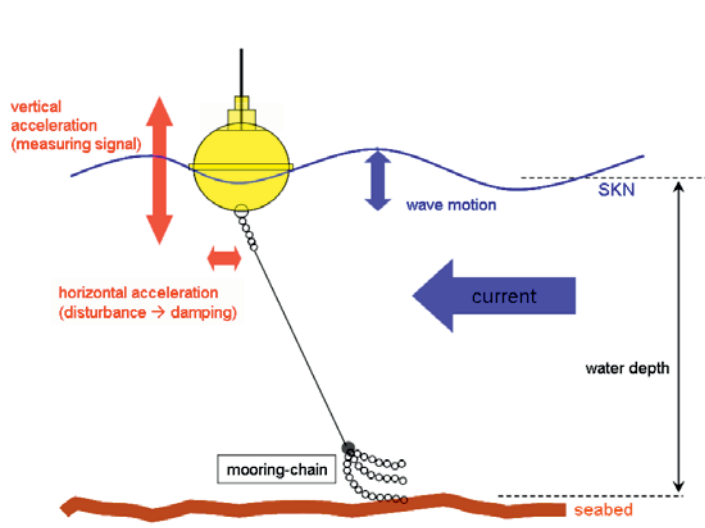 vertical
acceleration
(measuring signal)
SKN
wave motion
horizontal acceleration
(disturbance → damping)
current
water depth
mooring-chain
seabed